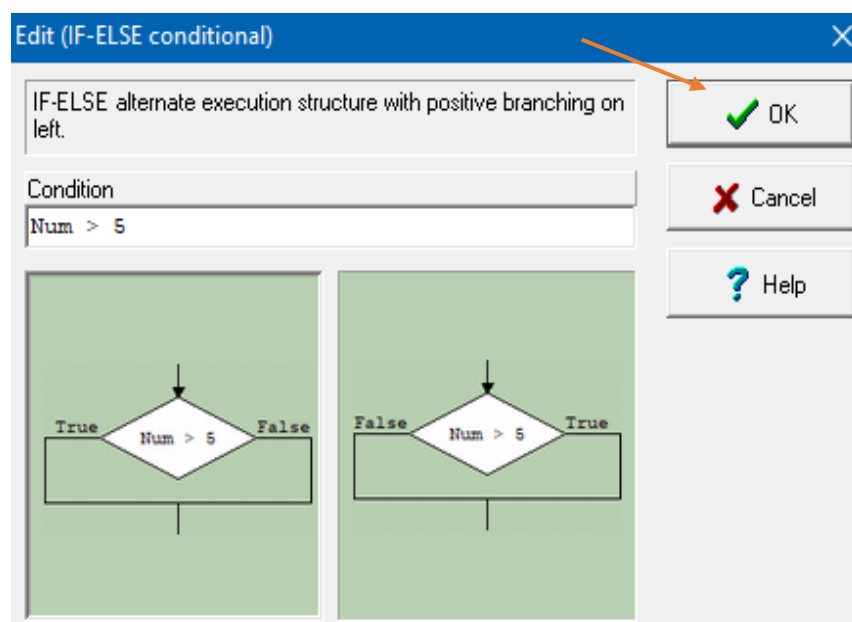 Edit (IF-ELSE conditional)
IF-ELSE alternate execution structure with positive branching on
left.
OK
Condition
Num > 5
Cancel
Help
True
Num > 5
False
False
Num > 5
True